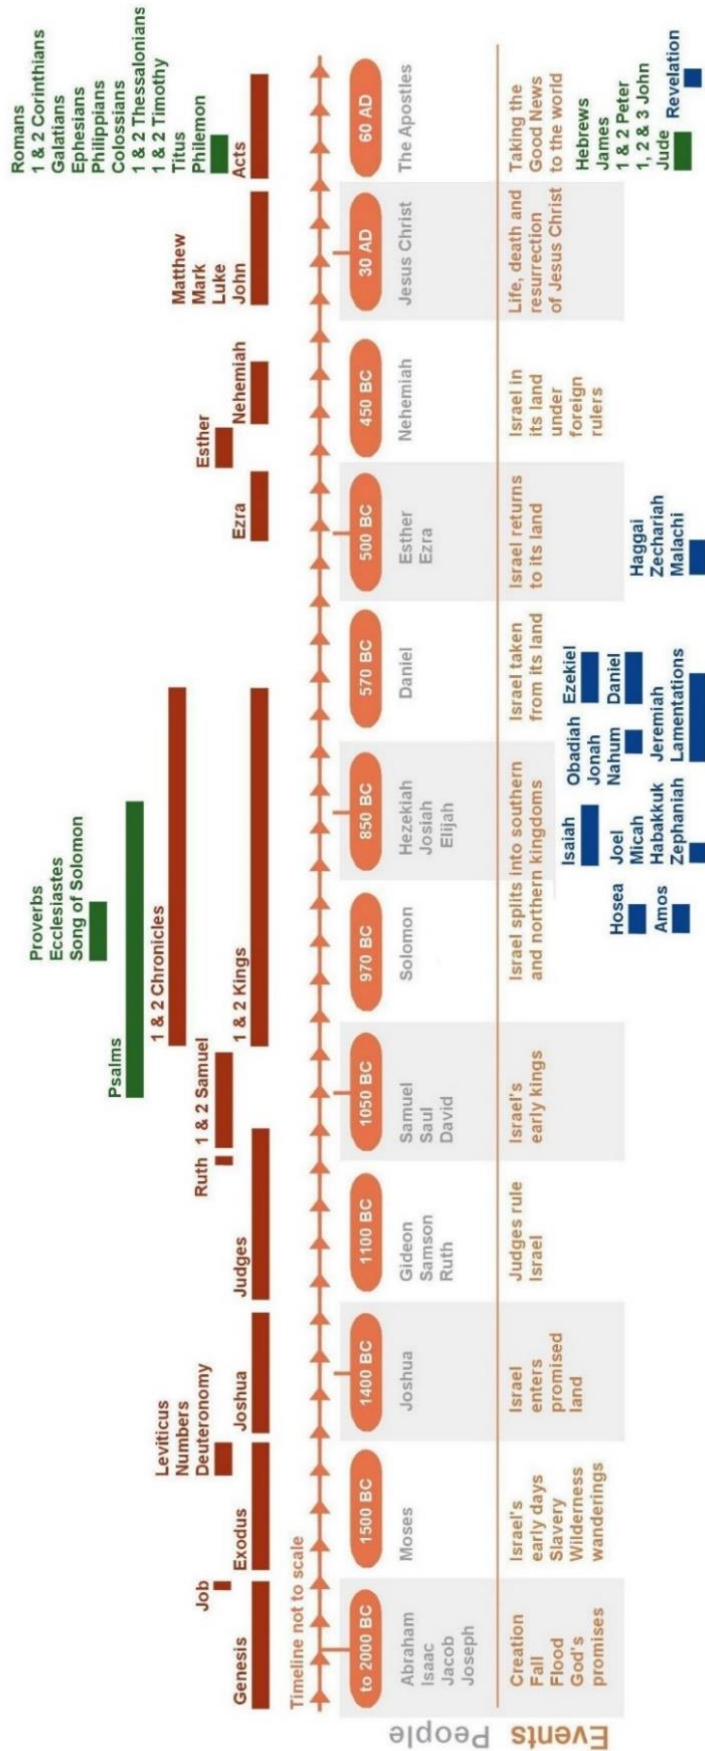 Proverbs
Ecclesiastes
Song of Solomon
Psalms
1 & 2 Chronicles
Leviticus
Numbers
Deuteronomy
Job
Ruth
1 & 2 Samuel
Esther
Genesis
Exodus
Joshua
Judges
1 & 2 Kings
Ezra
Nehemiah
Matthew
Mark
Luke
John
Romans
1 & 2 Corinthians
Galatians
Ephesians
Philippians
Colossians
1 & 2 Thessalonians
1 & 2 Timothy
Titus
Philemon
Acts
Timeline not to scale
to 2000 BC
1500 BC
1400 BC
1100 BC
1050 BC
970 BC
850 BC
570 BC
500 BC
450 BC
30 AD
60 AD
People
Abraham
Isaac
Jacob
Joseph
Moses
Joshua
Gideon
Samson
Ruth
Samuel
Saul
David
Solomon
Hezekiah
Josiah
Elijah
Daniel
Esther
Ezra
Nehemiah
Jesus Christ
The Apostles
Events
Creation
Fall
Flood
God's
promises
Israel's
early days
Slavery
Wilderness
wanderings
Israel
enters
promised
land
Judges rule
Israel
Israel's
early kings
Israel splits into southern
and northern kingdoms
Israel taken
from its land
Israel returns
to its land
Israel in
its land
under
foreign
rulers
Life, death and
resurrection
of Jesus Christ
Taking the
Good News
to the world
Hosea
Amos
Isaiah
Joel
Micah
Habakkuk
Zephaniah
Obadiah
Jonah
Nahum
Jeremiah
Lamentations
Ezekiel
Daniel
Haggai
Zechariah
Malachi
Hebrews
James
1 & 2 Peter
1, 2 & 3 John
Jude
Revelation